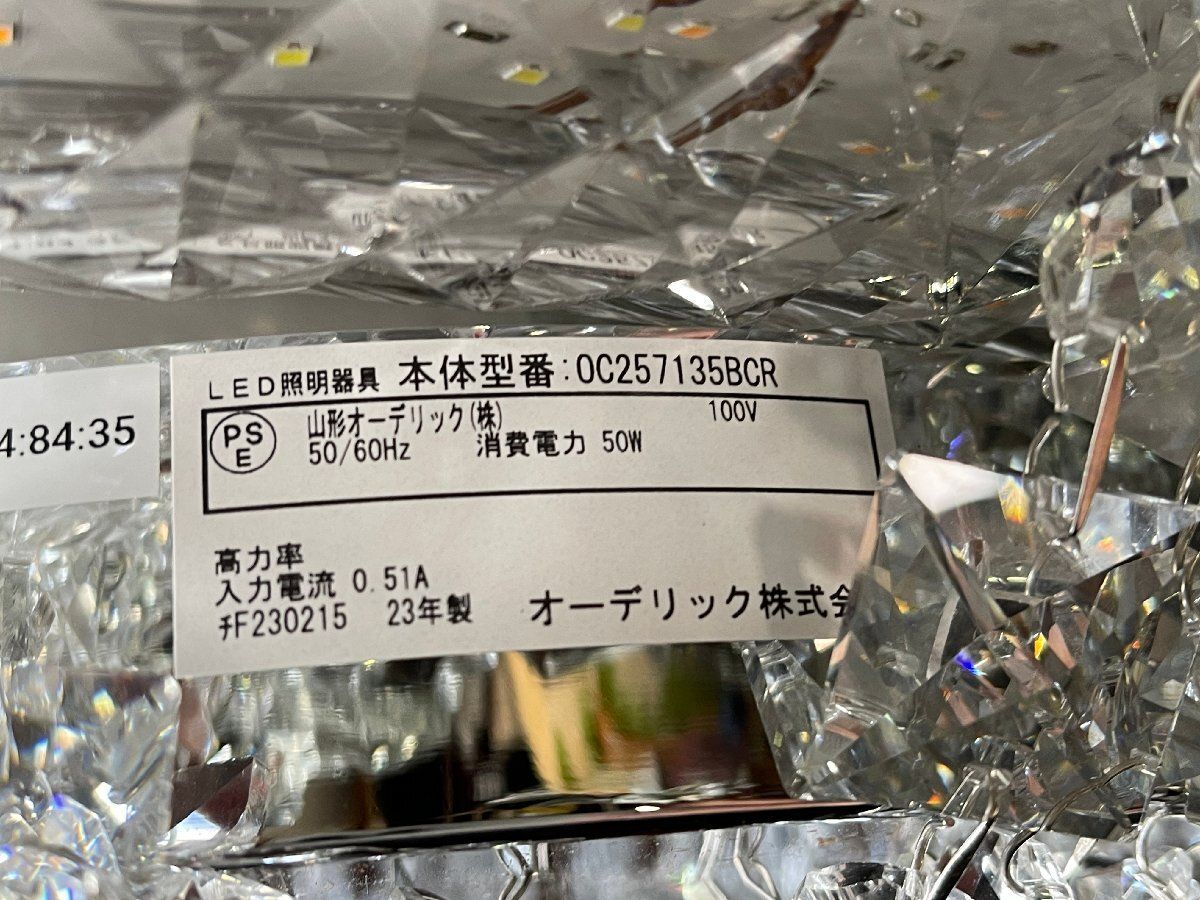 LED照明器具 本体型番:OC257135BCR
PS
E
山形オーデリック(株) 100V
50/60Hz 消費電力 50W
4:84:35
高力率
入力電流 0.51A
ﾁF230215 23年製 オーデリック株式会